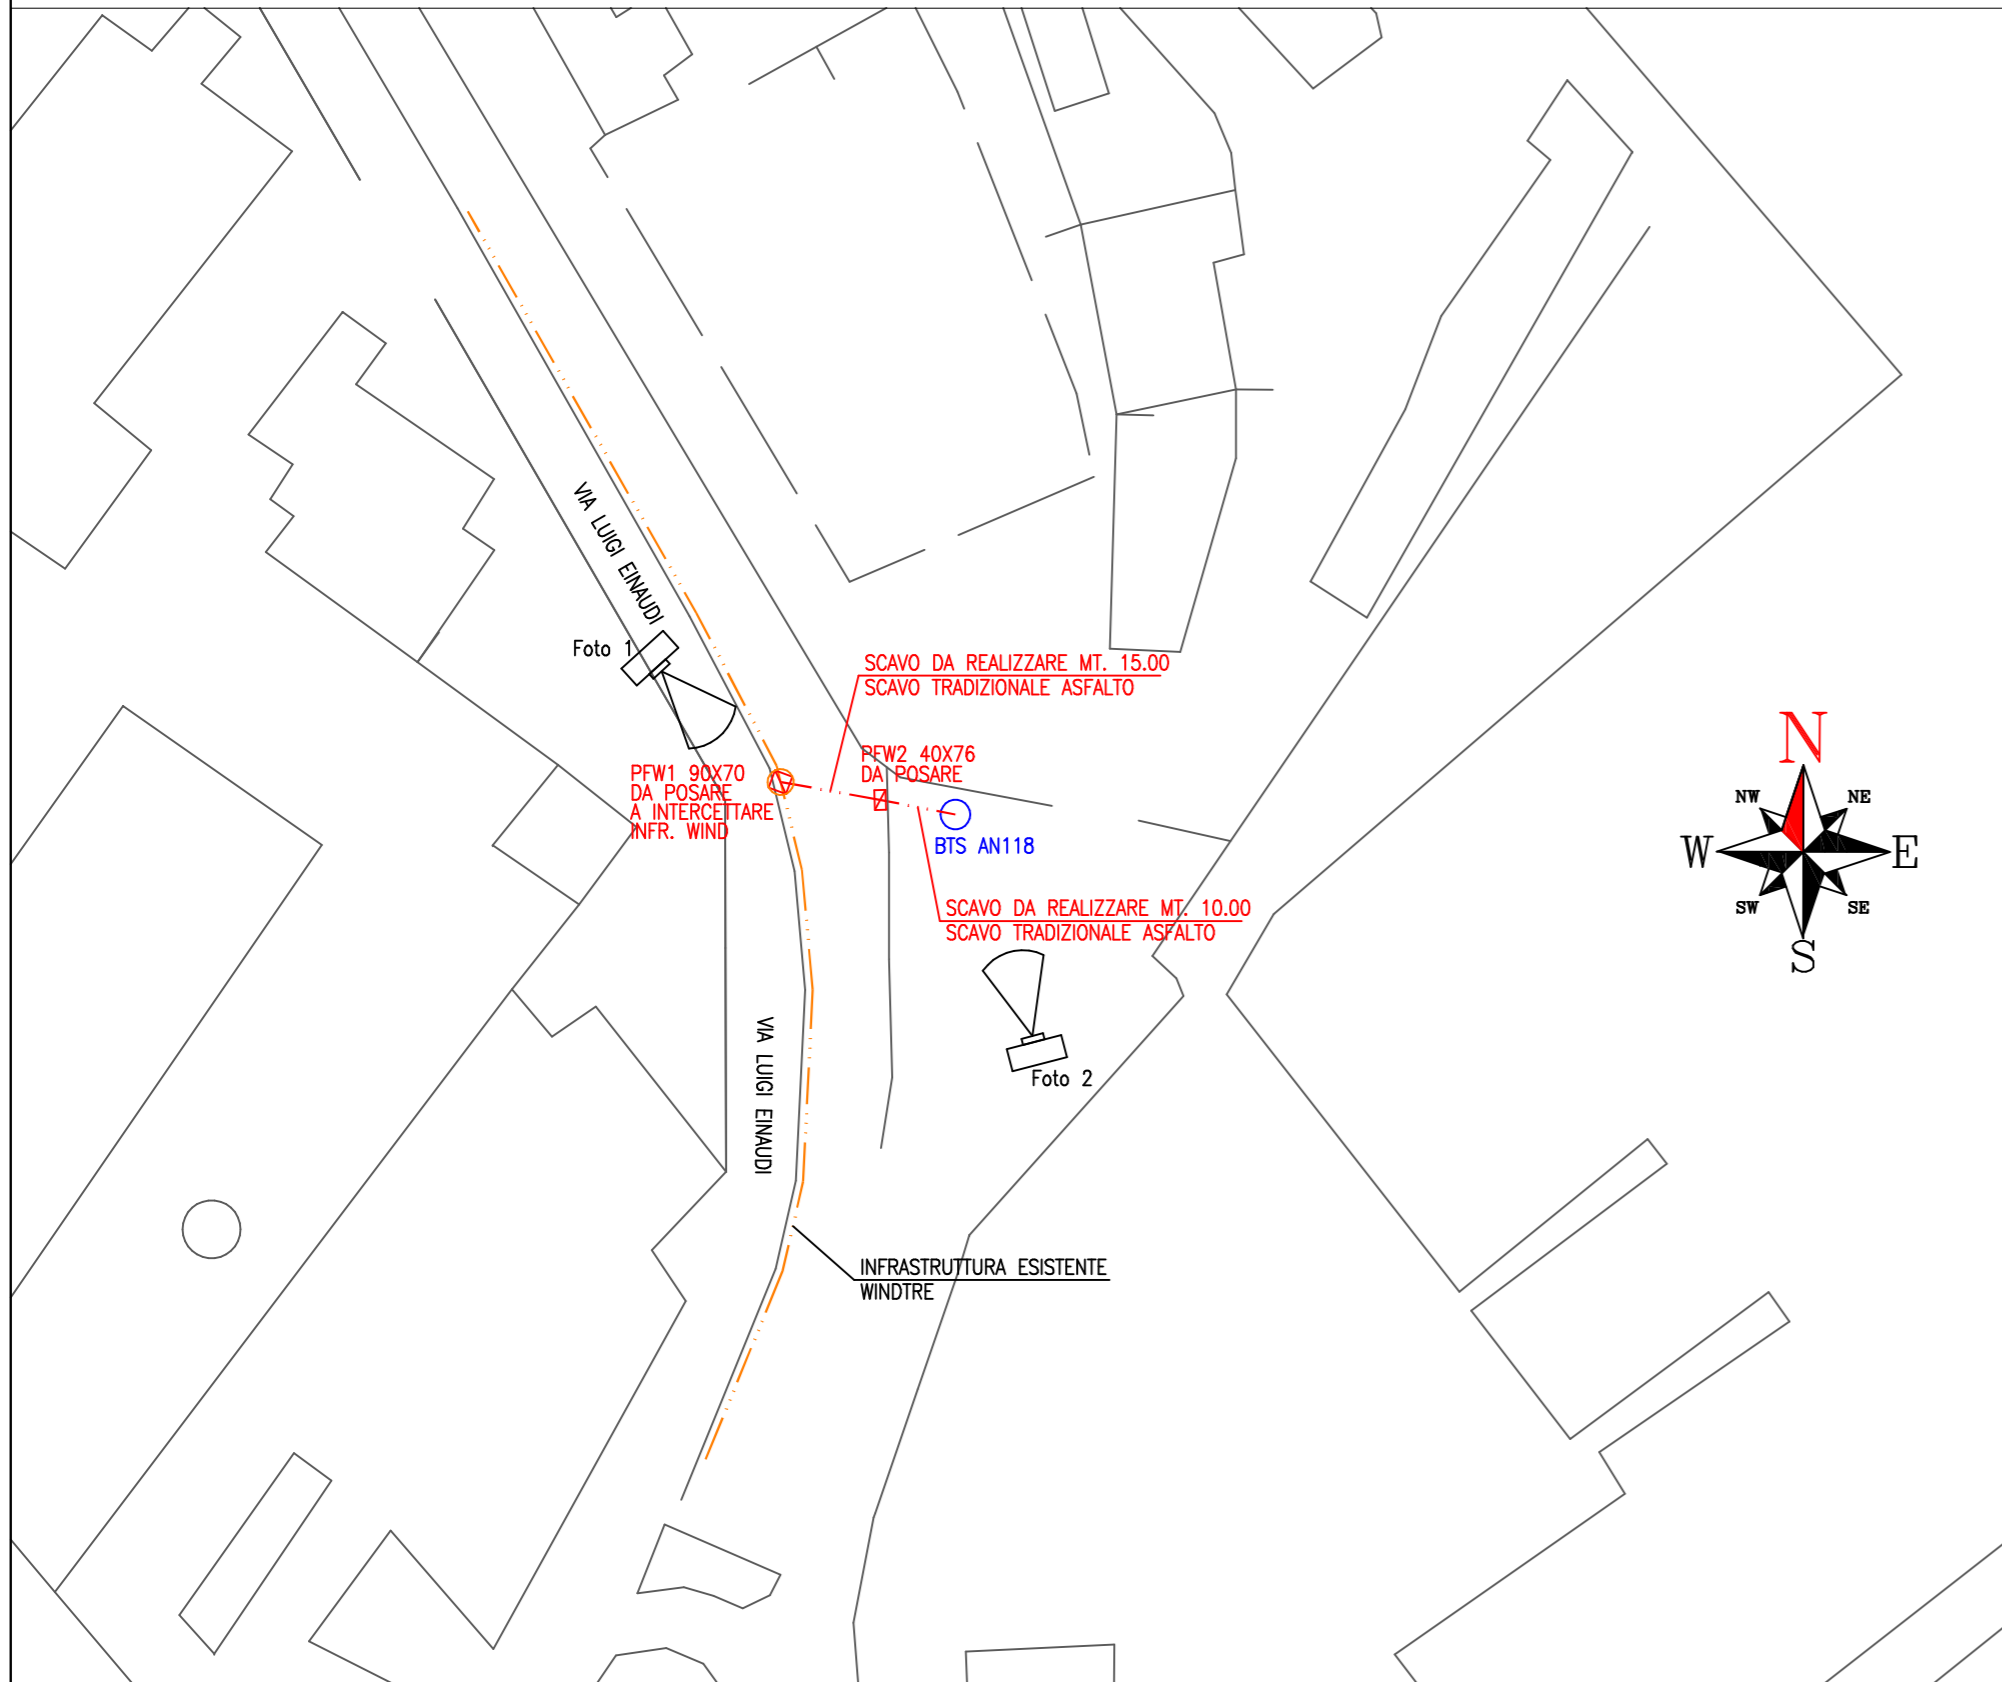 VIA LUIGI EINAUDI
Foto 1
SCAVO DA REALIZZARE MT. 15.00
SCAVO TRADIZIONALE ASFALTO
PFW2 40X76
DA POSARE
PFW1 90X70
DA POSARE
A INTERCETTARE
INFR. WIND
BTS AN118
SCAVO DA REALIZZARE MT. 10.00
SCAVO TRADIZIONALE ASFALTO
Foto 2
VIA LUIGI EINAUDI
INFRASTRUTTURA ESISTENTE
WINDTRE
N
NW
NE
W
E
SW
SE
S